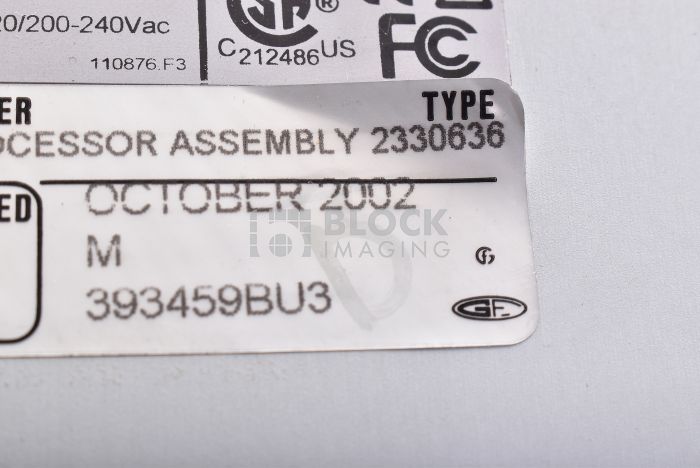 20/200-240Vac
110876.F3
SA ®
C 212486 US
FC
ER
TYPE
OCESSOR ASSEMBLY 2330636
ED
OCTOBER 2002
BLOCK
IMAGING
M
393459BU3
GE